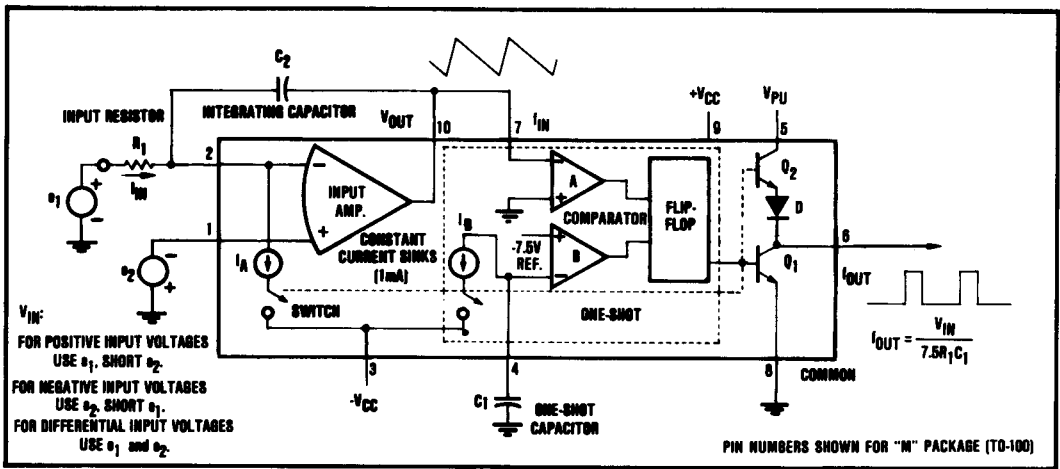 C2
INTEGRATING CAPACITOR
INPUT RESISTOR
R1
IIN
e1
+
VOUT
10
fIN
7
+VCC
9
VPU
5
2
−
INPUT AMP.
+
1
−
e2
+
IA
CONSTANT CURRENT SINKS (1mA)
SWITCH
IB
−
A
+
COMPARATOR
-7.5V REF.
+
B
−
FLIP-FLOP
ONE-SHOT
Q2
D
Q1
6
fOUT
fOUT = VIN / 7.5R1C1
3
-VCC
4
C1
ONE-SHOT CAPACITOR
8
COMMON
VIN:
FOR POSITIVE INPUT VOLTAGES
USE e1, SHORT e2.
FOR NEGATIVE INPUT VOLTAGES
USE e2, SHORT e1.
FOR DIFFERENTIAL INPUT VOLTAGES
USE e1 and e2.
PIN NUMBERS SHOWN FOR "M" PACKAGE (TO-100)